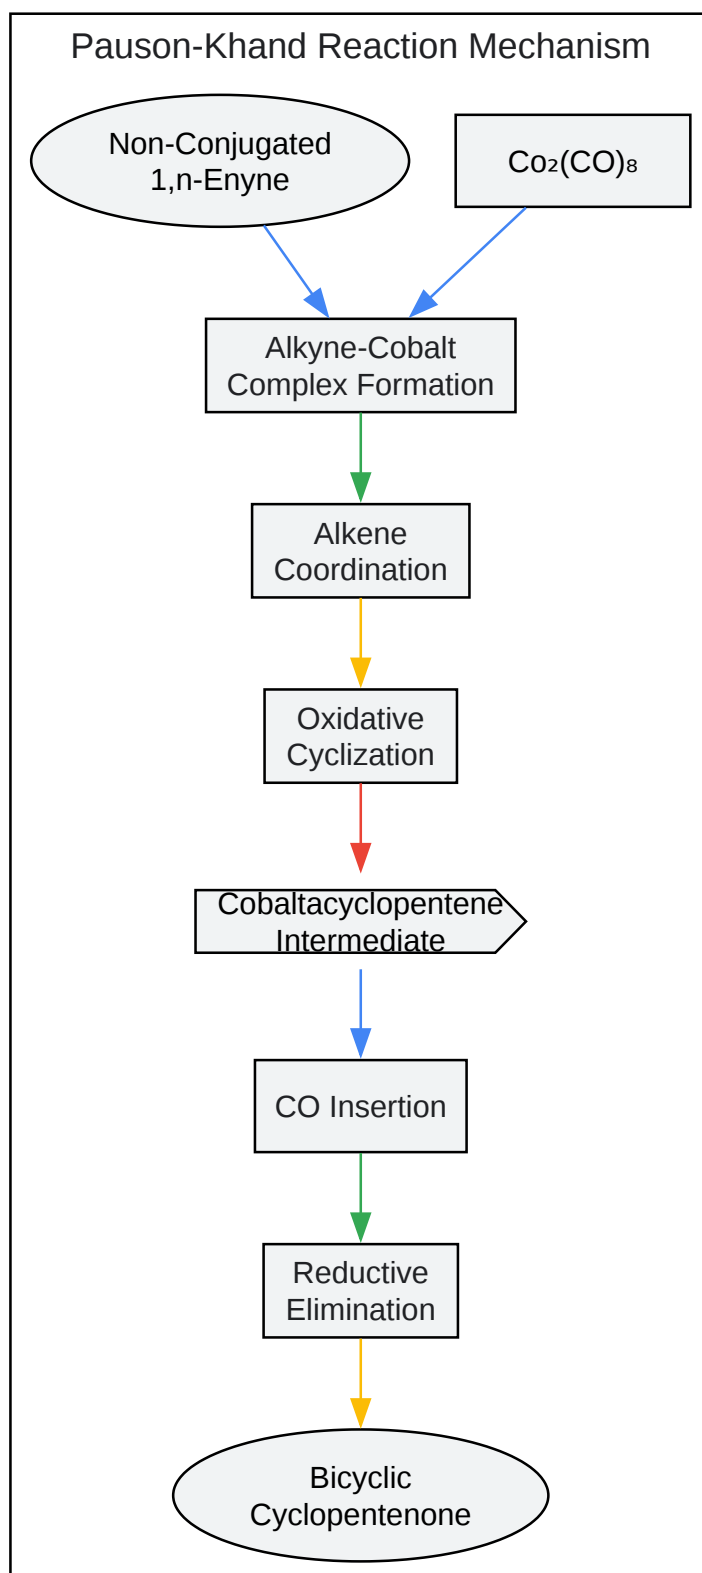 Pauson-Khand Reaction Mechanism
Non-Conjugated
1,n-Enyne
Co₂(CO)₈
Alkyne-Cobalt
Complex Formation
Alkene
Coordination
Oxidative
Cyclization
Cobaltacyclopentene
Intermediate
CO Insertion
Reductive
Elimination
Bicyclic
Cyclopentenone